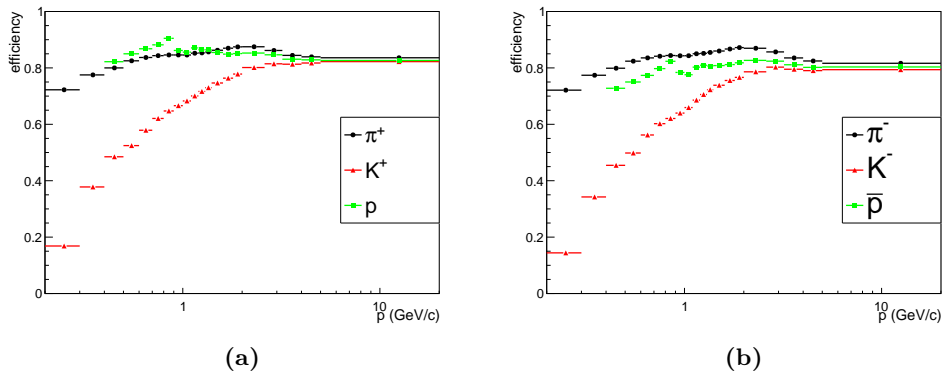 efficiency
1
0.8
0.6
0.4
0.2
0
1
10
p (GeV/c)
π+
K+
p
(a)
efficiency
1
0.8
0.6
0.4
0.2
0
1
10
p (GeV/c)
π-
K-
p̅
(b)